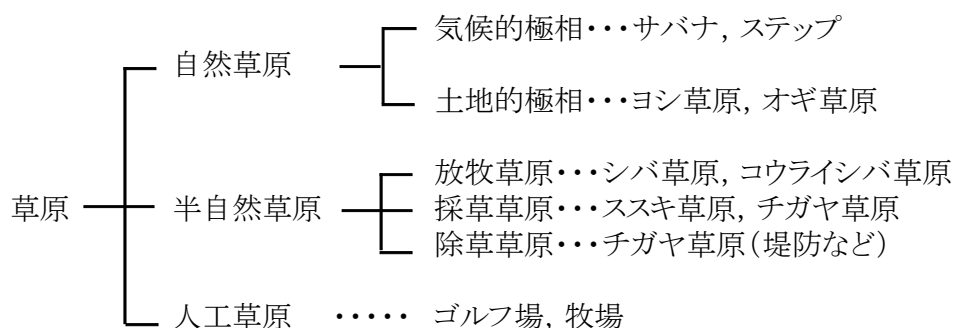 気候的極相・・・サバナ, ステップ
自然草原
土地的極相・・・ヨシ草原, オギ草原
放牧草原・・・シバ草原, コウライシバ草原
草原
半自然草原
採草草原・・・ススキ草原, チガヤ草原
除草草原・・・チガヤ草原(堤防など)
人工草原 ・・・・・ ゴルフ場, 牧場